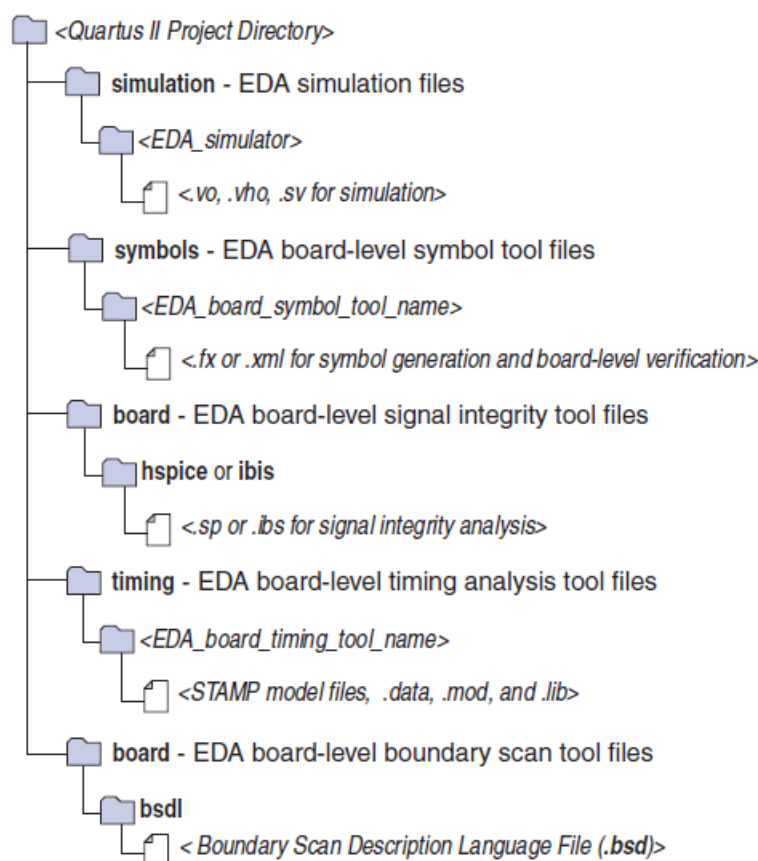 <Quartus II Project Directory>
simulation - EDA simulation files
<EDA_simulator>
<.vo, .vho, .sv for simulation>
symbols - EDA board-level symbol tool files
<EDA_board_symbol_tool_name>
<.fx or .xml for symbol generation and board-level verification>
board - EDA board-level signal integrity tool files
hspice or ibis
<.sp or .ibs for signal integrity analysis>
timing - EDA board-level timing analysis tool files
<EDA_board_timing_tool_name>
<STAMP model files, .data, .mod, and .lib>
board - EDA board-level boundary scan tool files
bsdl
< Boundary Scan Description Language File (.bsd)>